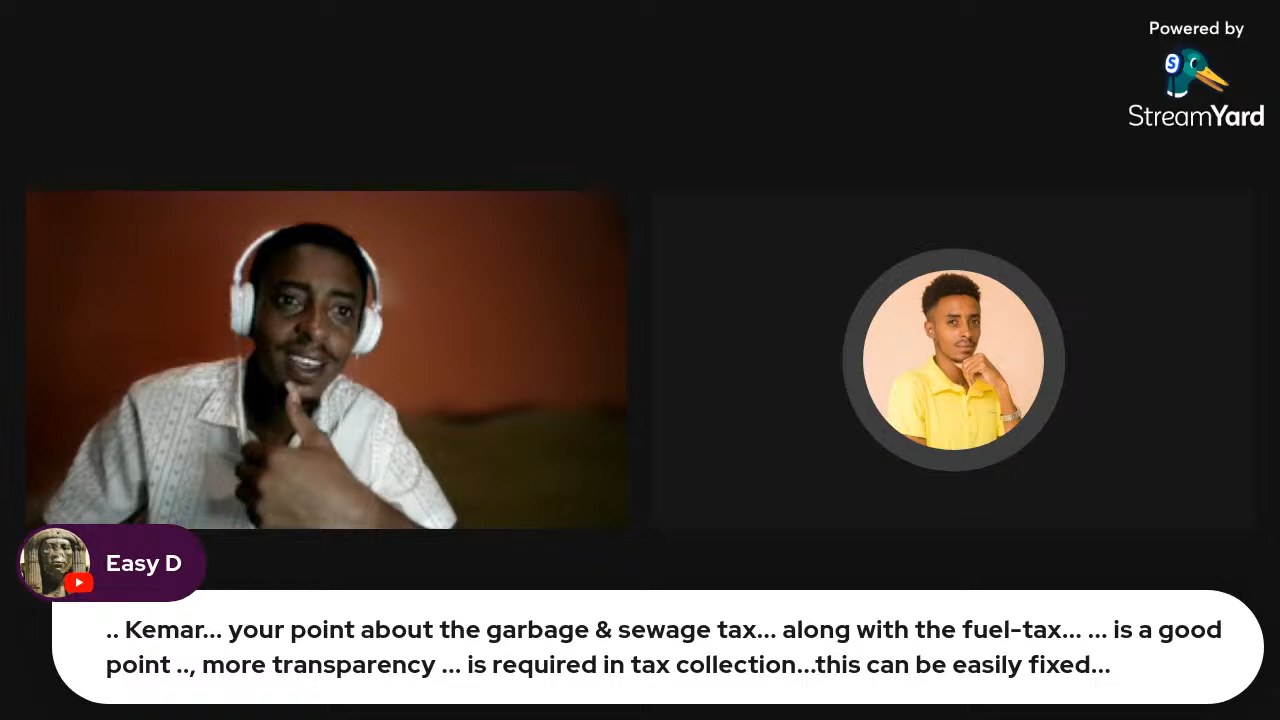 Powered by
S
StreamYard
Easy D
.. Kemar... your point about the garbage & sewage tax... along with the fuel-tax... ... is a good
point .., more transparency ... is required in tax collection...this can be easily fixed...